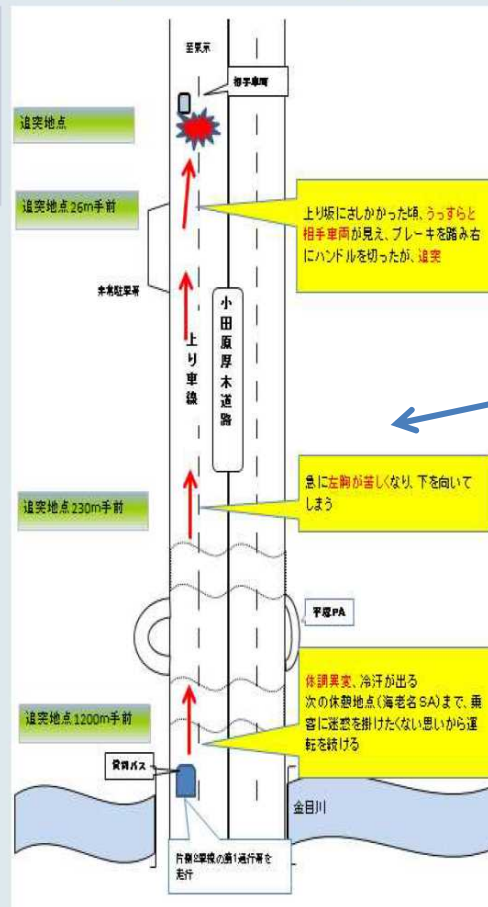 至東京
相手車両
追突地点
追突地点26m手前
上り坂にさしかかった頃、うっすらと
相手車両が見え、ブレーキを踏み右
にハンドルを切ったが、追突
非常駐車帯
小田原厚木道路
上り車線
急に左胸が苦しくなり、下を向いて
しまう
追突地点230m手前
平塚PA
体調異変、冷汗が出る
次の休憩地点(海老名SA)まで、乗
客に迷惑を掛けたくない思いから運
転を続ける
追突地点1200m手前
貸切バス
金目川
片側2車線の第1通行帯を
走行